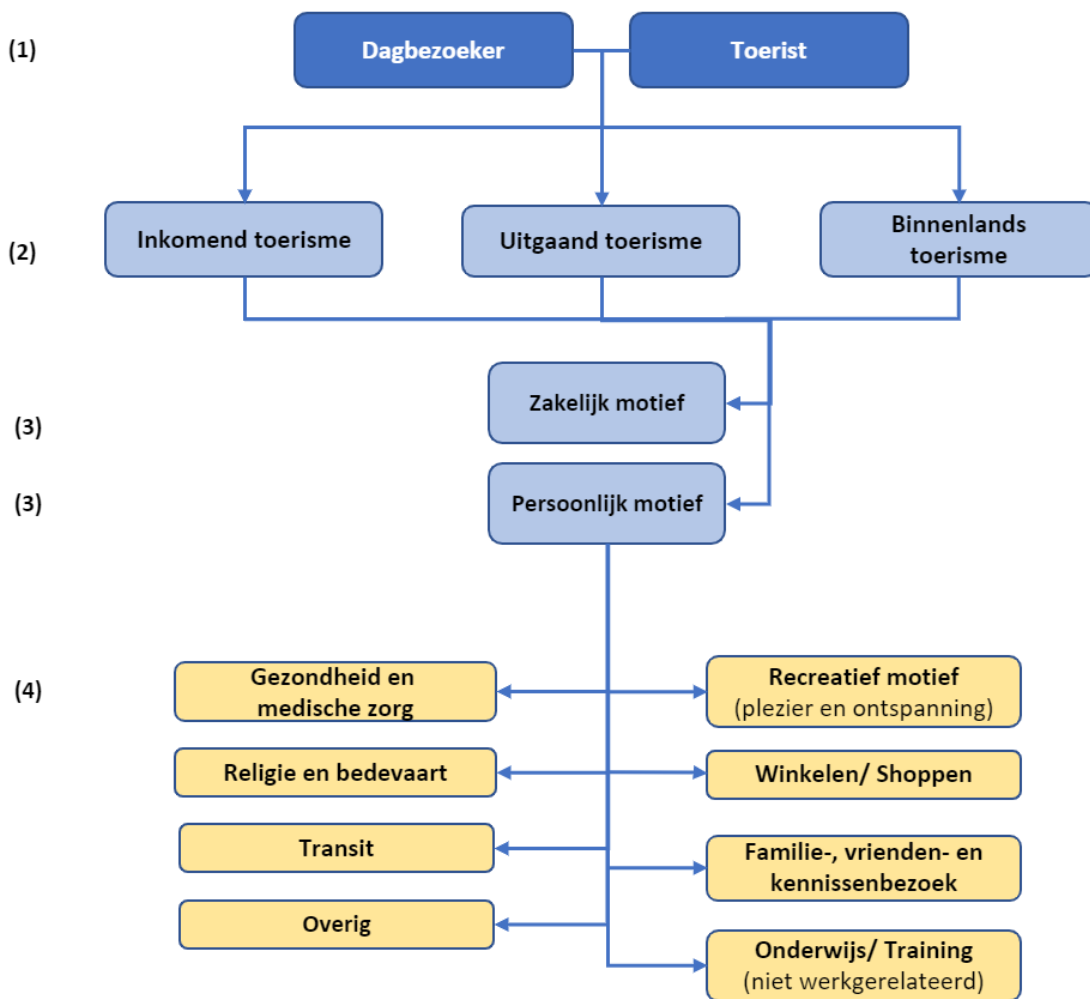 (1)
Dagbezoeker
Toerist
(2)
Inkomend toerisme
Uitgaand toerisme
Binnenlands
toerisme
(3)
Zakelijk motief
(3)
Persoonlijk motief
(4)
Gezondheid en
medische zorg
Recreatief motief
(plezier en ontspanning)
Religie en bedevaart
Winkelen/ Shoppen
Transit
Familie-, vrienden- en
kennissenbezoek
Overig
Onderwijs/ Training
(niet werkgerelateerd)